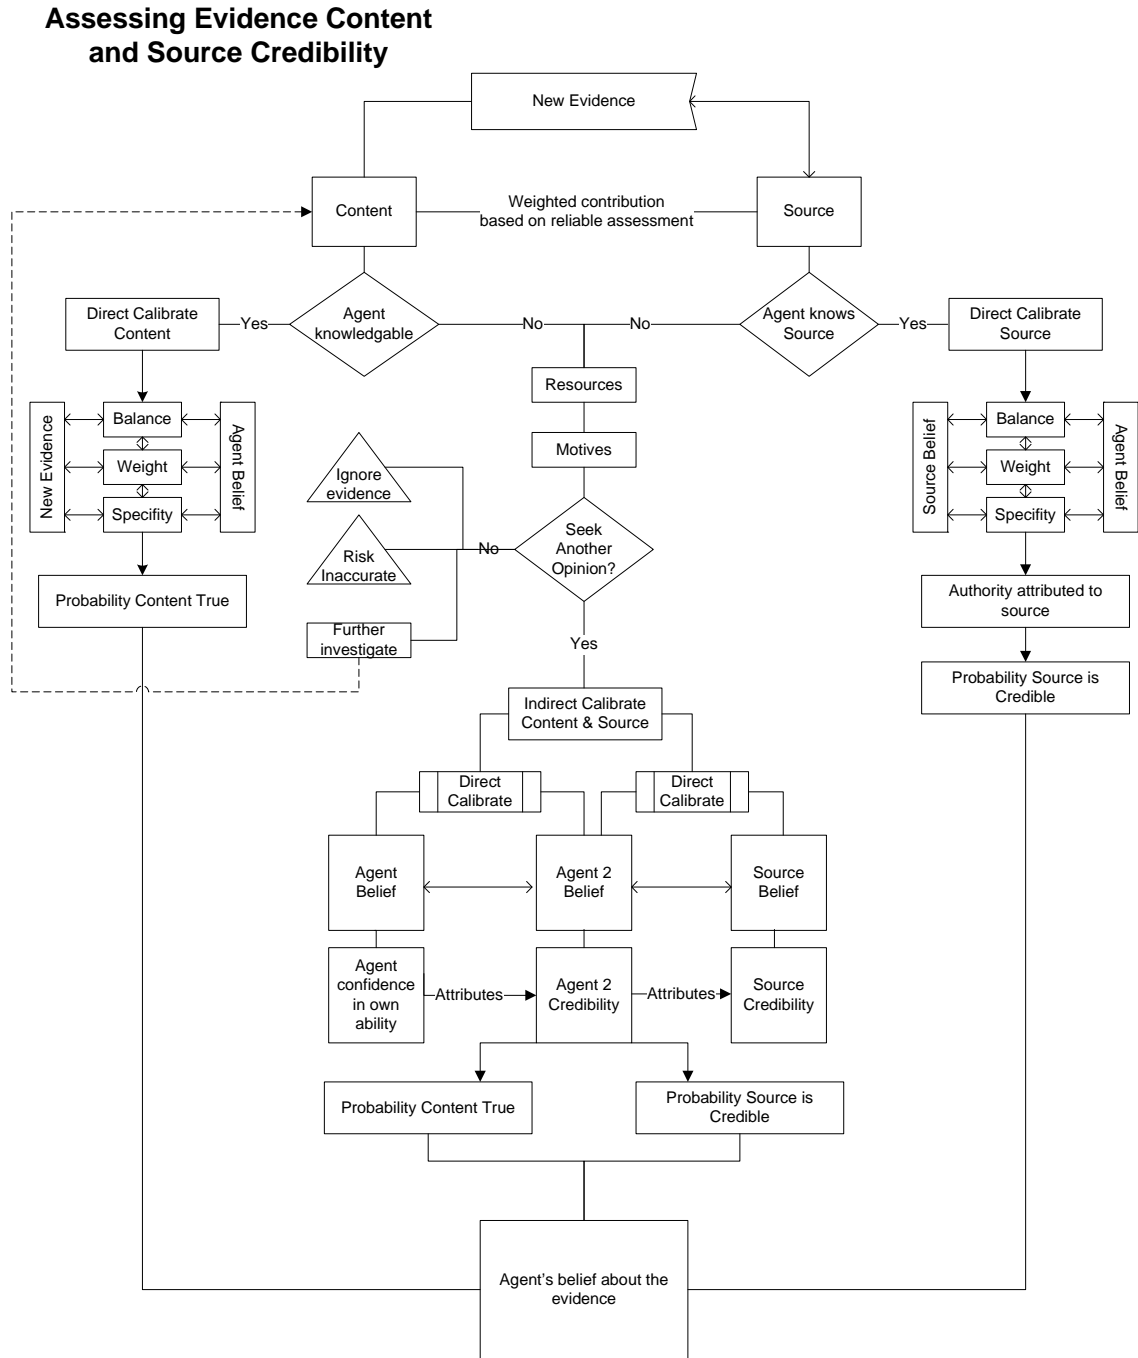 Assessing Evidence Content
and Source Credibility
New Evidence
Content
Weighted contribution
based on reliable assessment
Source
Direct Calibrate
Content
Yes
Agent
knowledgable
No
No
Agent knows
Source
Yes
Direct Calibrate
Source
Resources
Motives
New Evidence
Balance
Weight
Specifity
Agent Belief
Ignore
evidence
Risk
Inaccurate
Further
investigate
No
Seek
Another
Opinion?
Source Belief
Balance
Weight
Specifity
Agent Belief
Probability Content True
Authority attributed to
source
Yes
Probability Source is
Credible
Indirect Calibrate
Content & Source
Direct
Calibrate
Direct
Calibrate
Agent
Belief
Agent 2
Belief
Source
Belief
Agent
confidence
in own
ability
Attributes
Agent 2
Credibility
Attributes
Source
Credibility
Probability Content True
Probability Source is
Credible
Agent's belief about the
evidence